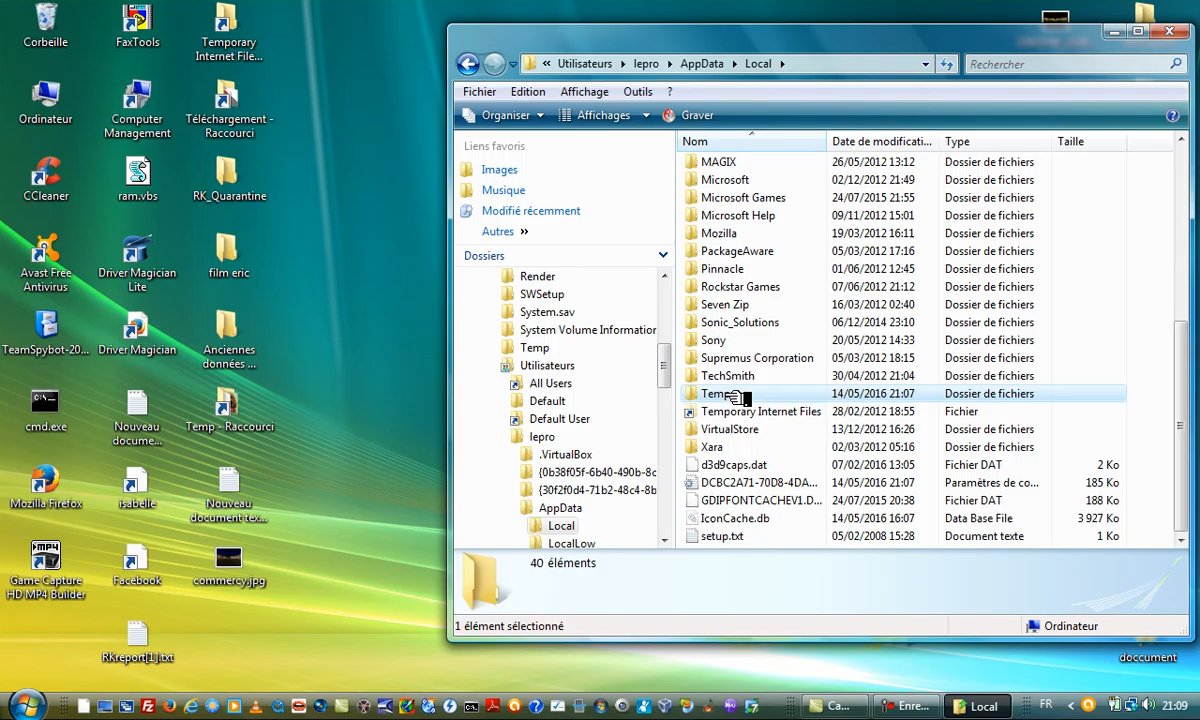 Corbeille
FaxTools
Temporary
Internet File...
Ordinateur
Computer
Management
Téléchargement -
Raccourci
CCleaner
ram.vbs
RK_Quarantine
Avast Free
Antivirus
Driver Magician
Lite
film eric
TeamSpybot-20...
Driver Magician
Anciennes
données ...
cmd.exe
Nouveau
docume...
Temp - Raccourci
Mozilla Firefox
isabelle
Nouveau
document tex...
Game Capture
HD MP4 Builder
Facebook
commercy.jpg
RKreport[1].txt
doccument
« Utilisateurs lepro AppData Local
Rechercher
Fichier Edition Affichage Outils ?
Organiser Affichages Graver
Liens favoris
Images
Musique
Modifié récemment
Autres »
Dossiers
Render
SWSetup
System.sav
System Volume Information
Temp
Utilisateurs
All Users
Default
Default User
lepro
.VirtualBox
{0b38f05f-6b40-490b-8c
{30f2f0d4-71b2-48c4-8b
AppData
Local
LocalLow
Nom Date de modificati... Type Taille
MAGIX 26/05/2012 13:12 Dossier de fichiers
Microsoft 02/12/2012 21:49 Dossier de fichiers
Microsoft Games 24/07/2015 21:55 Dossier de fichiers
Microsoft Help 09/11/2012 15:01 Dossier de fichiers
Mozilla 19/03/2012 16:11 Dossier de fichiers
PackageAware 05/03/2012 17:16 Dossier de fichiers
Pinnacle 01/06/2012 12:45 Dossier de fichiers
Rockstar Games 07/06/2012 21:12 Dossier de fichiers
Seven Zip 16/03/2012 02:40 Dossier de fichiers
Sonic_Solutions 06/12/2014 23:10 Dossier de fichiers
Sony 20/05/2012 14:33 Dossier de fichiers
Supremus Corporation 05/03/2012 18:15 Dossier de fichiers
TechSmith 30/04/2012 21:04 Dossier de fichiers
Temp 14/05/2016 21:07 Dossier de fichiers
Temporary Internet Files 28/02/2012 18:55 Fichier
VirtualStore 13/12/2012 16:26 Dossier de fichiers
Xara 02/03/2012 05:16 Dossier de fichiers
d3d9caps.dat 07/02/2016 13:05 Fichier DAT 2 Ko
DCBC2A71-70D8-4DA... 14/05/2016 21:07 Paramètres de co... 185 Ko
GDIPFONTCACHEV1.D... 24/07/2015 20:38 Fichier DAT 188 Ko
IconCache.db 14/05/2016 16:07 Data Base File 3 927 Ko
setup.txt 05/02/2008 15:28 Document texte 1 Ko
40 éléments
1 élément sélectionné
Ordinateur
Ca... Enre... Local FR 21:09